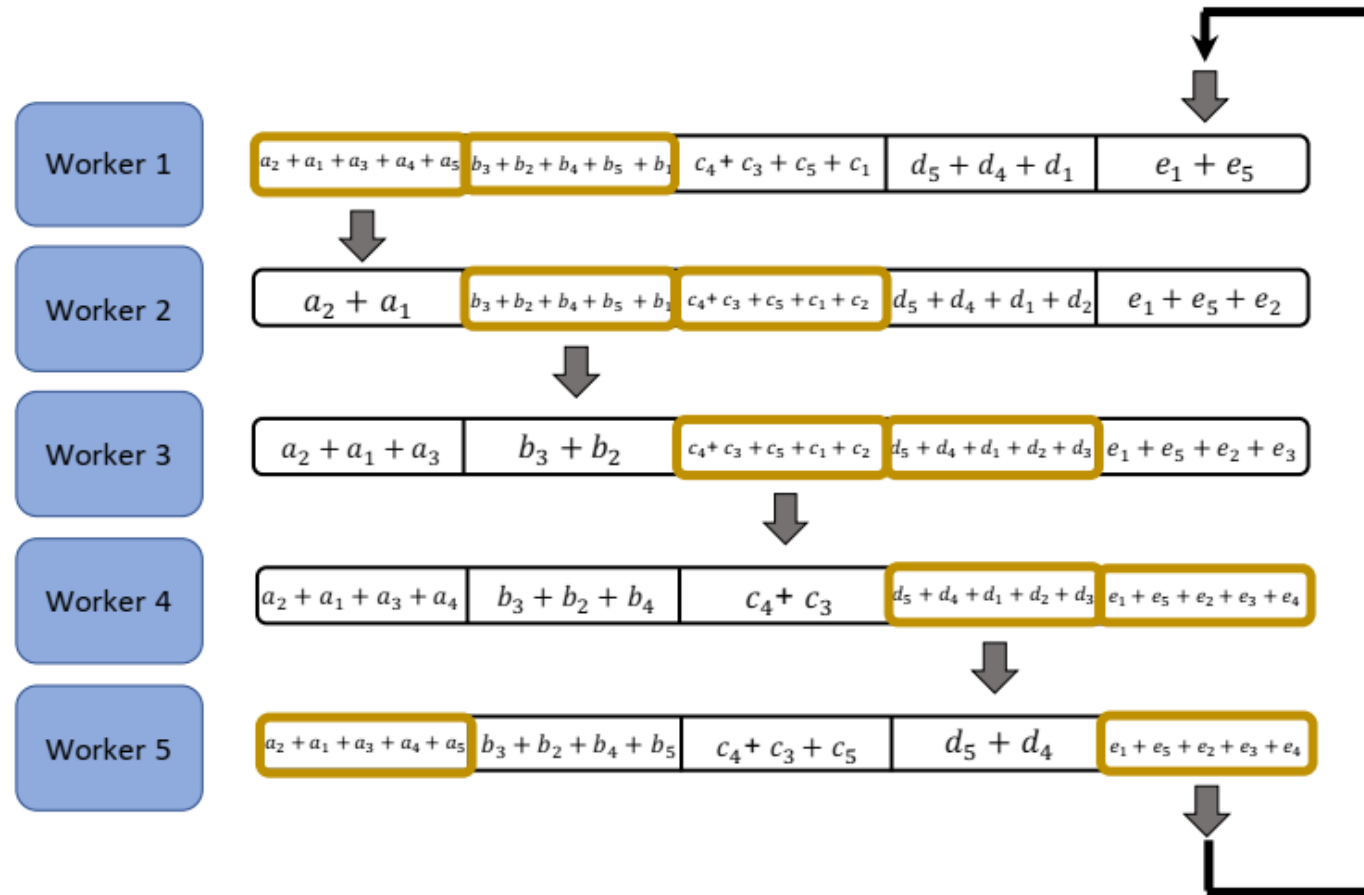 Worker 1 a₂ + a₁ + a₃ + a₄ + a₅ b₃ + b₂ + b₄ + b₅ + b₁ c₄ + c₃ + c₅ + c₁ d₅ + d₄ + d₁ e₁ + e₅
Worker 2 a₂ + a₁ b₃ + b₂ + b₄ + b₅ + b₁ c₄ + c₃ + c₅ + c₁ + c₂ d₅ + d₄ + d₁ + d₂ e₁ + e₅ + e₂
Worker 3 a₂ + a₁ + a₃ b₃ + b₂ c₄ + c₃ + c₅ + c₁ + c₂ d₅ + d₄ + d₁ + d₂ + d₃ e₁ + e₅ + e₂ + e₃
Worker 4 a₂ + a₁ + a₃ + a₄ b₃ + b₂ + b₄ c₄ + c₃ d₅ + d₄ + d₁ + d₂ + d₃ e₁ + e₅ + e₂ + e₃ + e₄
Worker 5 a₂ + a₁ + a₃ + a₄ + a₅ b₃ + b₂ + b₄ + b₅ c₄ + c₃ + c₅ d₅ + d₄ e₁ + e₅ + e₂ + e₃ + e₄